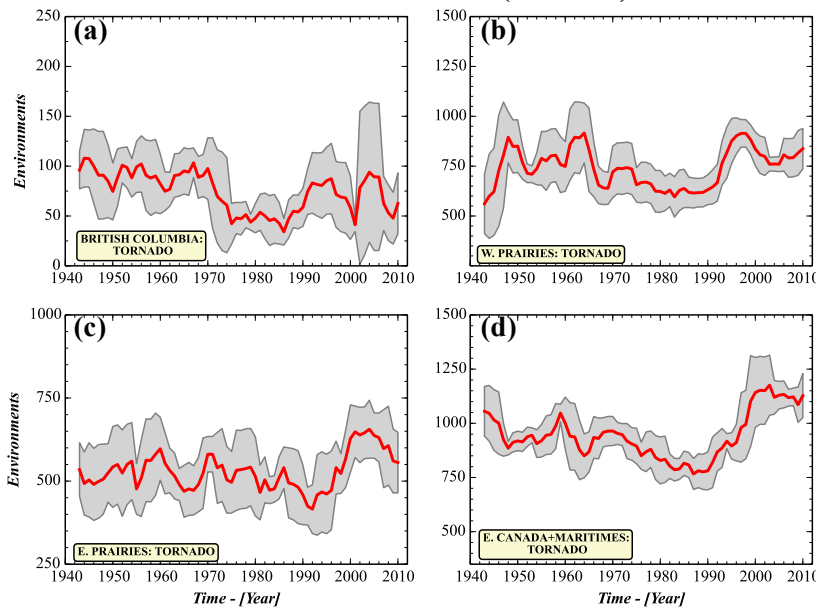 (a)
250
200
150
100
50
0
Environments
BRITISH COLUMBIA:
TORNADO
1940 1950 1960 1970 1980 1990 2000 2010
(b)
1500
1250
1000
750
500
250
W. PRAIRIES: TORNADO
1940 1950 1960 1970 1980 1990 2000 2010
(c)
1000
750
500
250
Environments
E. PRAIRIES: TORNADO
1940 1950 1960 1970 1980 1990 2000 2010
Time - [Year]
(d)
1500
1250
1000
750
500
E. CANADA+MARITIMES:
TORNADO
1940 1950 1960 1970 1980 1990 2000 2010
Time - [Year]